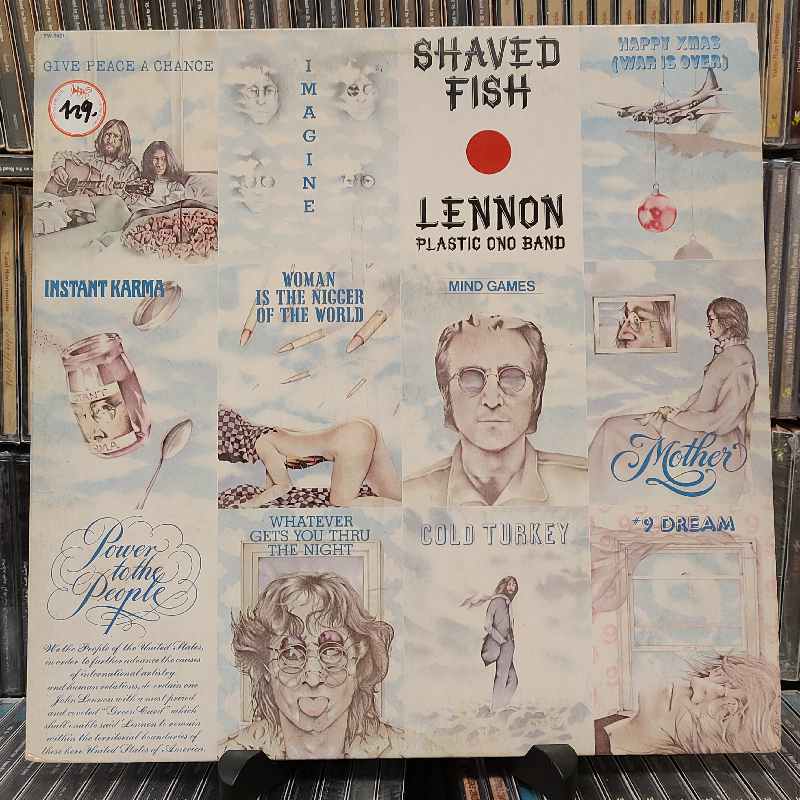 GIVE PEACE A CHANCE
129.
IMAGINE
SHAVED
FISH
LENNON
PLASTIC ONO BAND
HAPPY XMAS
(WAR IS OVER)
INSTANT KARMA
INSTANT
KARMA
WOMAN
IS THE NIGGER
OF THE WORLD
MIND GAMES
Mother
Power
to the
People
We the People of the United States,
in order to further advance the causes
of international artistry
and human relations, do ordain one
John Lennon with a most prized
and coveted "Green Card" which
shall enable said Lennon to remain
within the territorial boundaries of
these here United States of America.
WHATEVER
GETS YOU THRU
THE NIGHT
COLD TURKEY
#9 DREAM